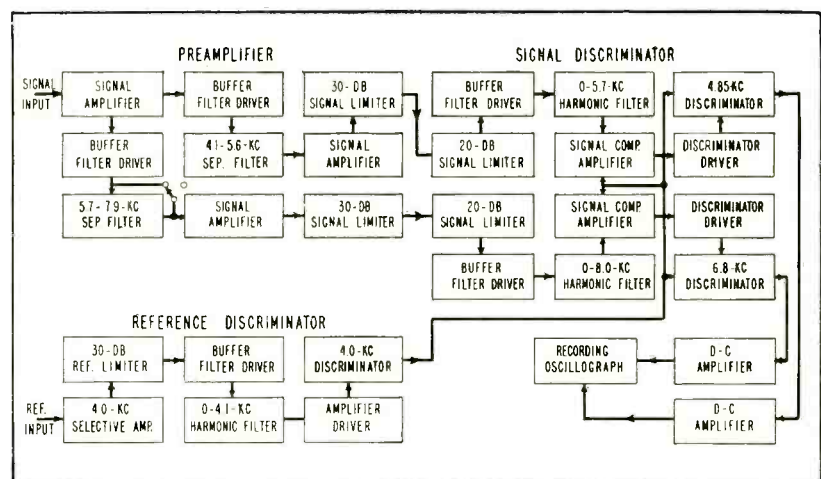 PREAMPLIFIER
SIGNAL DISCRIMINATOR
SIGNAL
INPUT
SIGNAL
AMPLIFIER
BUFFER
FILTER DRIVER
30-DB
SIGNAL LIMITER
BUFFER
FILTER DRIVER
0-5.7-KC
HARMONIC FILTER
4.85-KC
DISCRIMINATOR
BUFFER
FILTER DRIVER
4.1-5.6-KC
SEP. FILTER
SIGNAL
AMPLIFIER
20-DB
SIGNAL LIMITER
SIGNAL COMP.
AMPLIFIER
DISCRIMINATOR
DRIVER
5.7-7.9-KC
SEP FILTER
SIGNAL
AMPLIFIER
30-DB
SIGNAL LIMITER
20-DB
SIGNAL LIMITER
SIGNAL COMP.
AMPLIFIER
DISCRIMINATOR
DRIVER
BUFFER
FILTER DRIVER
0-8.0-KC
HARMONIC FILTER
6.8-KC
DISCRIMINATOR
REFERENCE DISCRIMINATOR
30-DB
REF. LIMITER
BUFFER
FILTER DRIVER
4.0-KC
DISCRIMINATOR
RECORDING
OSCILLOGRAPH
D-C
AMPLIFIER
REF.
INPUT
4.0-KC
SELECTIVE AMP.
0-4.1-KC
HARMONIC FILTER
AMPLIFIER
DRIVER
D-C
AMPLIFIER